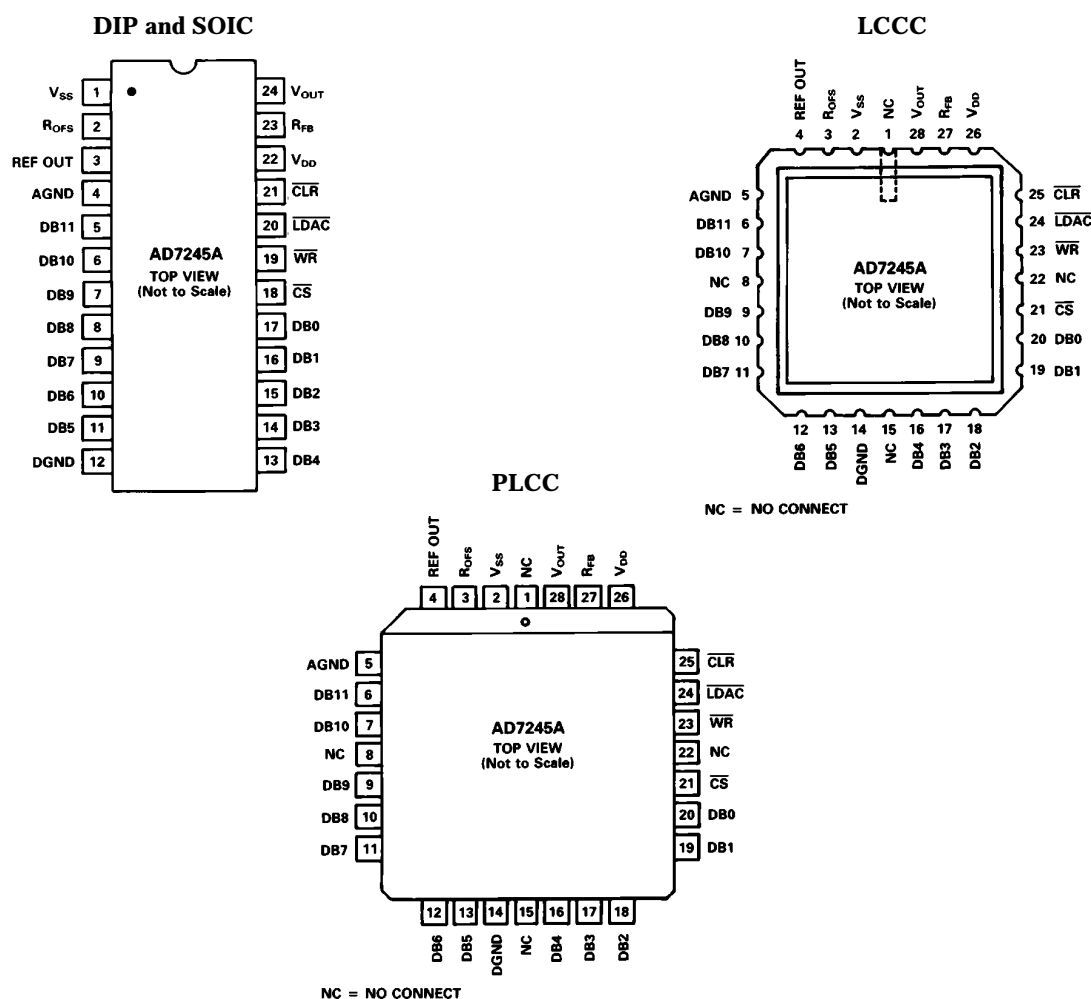 DIP and SOIC
VSS 1
ROFS 2
REF OUT 3
AGND 4
DB11 5
DB10 6
DB9 7
DB8 8
DB7 9
DB6 10
DB5 11
DGND 12
AD7245A
TOP VIEW
(Not to Scale)
24 VOUT
23 RFB
22 VDD
21 CLR
20 LDAC
19 WR
18 CS
17 DB0
16 DB1
15 DB2
14 DB3
13 DB4
LCCC
REF OUT ROFS VSS NC VOUT RFB VDD
4 3 2 1 28 27 26
AGND 5
DB11 6
DB10 7
NC 8
DB9 9
DB8 10
DB7 11
AD7245A
TOP VIEW
(Not to Scale)
25 CLR
24 LDAC
23 WR
22 NC
21 CS
20 DB0
19 DB1
12 13 14 15 16 17 18
DB6 DB5 DGND NC DB4 DB3 DB2
NC = NO CONNECT
PLCC
REF OUT ROFS VSS NC VOUT RFB VDD
4 3 2 1 28 27 26
AGND 5
DB11 6
DB10 7
NC 8
DB9 9
DB8 10
DB7 11
AD7245A
TOP VIEW
(Not to Scale)
25 CLR
24 LDAC
23 WR
22 NC
21 CS
20 DB0
19 DB1
12 13 14 15 16 17 18
DB6 DB5 DGND NC DB4 DB3 DB2
NC = NO CONNECT